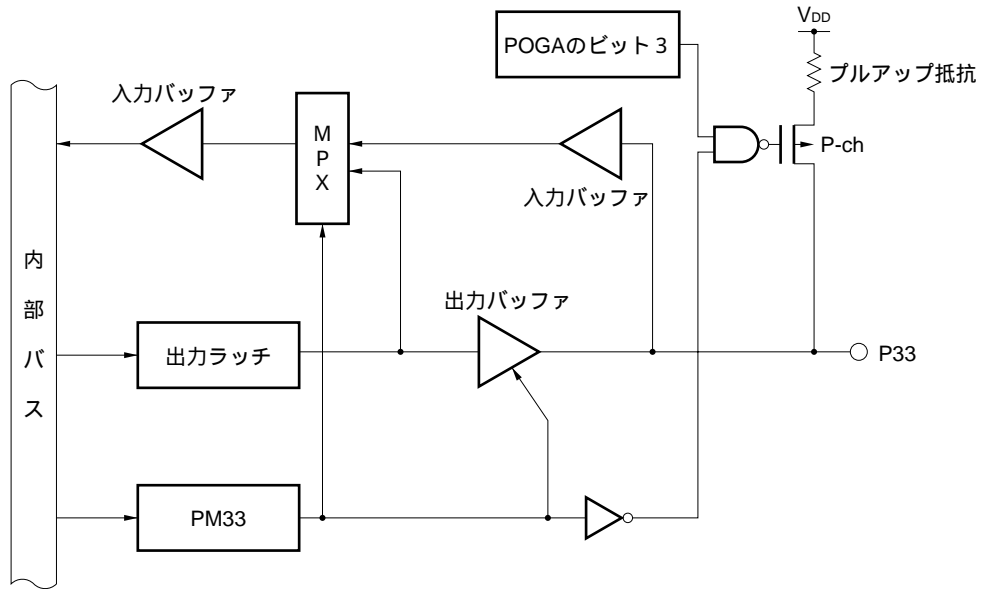 VDD
POGAのビット3
プルアップ抵抗
入力バッファ
MPX
P-ch
入力バッファ
内部バス
出力バッファ
出力ラッチ
P33
PM33